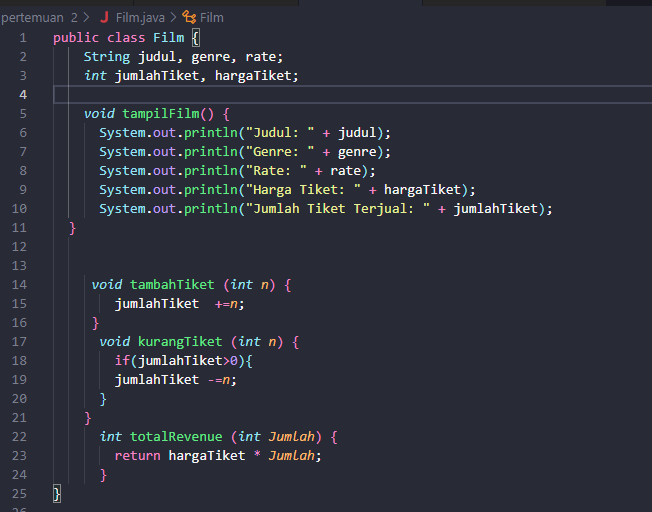 pertemuan 2 > J Film.java > Film
1 public class Film {
2 String judul, genre, rate;
3 int jumlahTiket, hargaTiket;
4
5 void tampilFilm() {
6 System.out.println("Judul: " + judul);
7 System.out.println("Genre: " + genre);
8 System.out.println("Rate: " + rate);
9 System.out.println("Harga Tiket: " + hargaTiket);
10 System.out.println("Jumlah Tiket Terjual: " + jumlahTiket);
11 }
12
13
14 void tambahTiket (int n) {
15 jumlahTiket  +=n;
16 }
17 void kurangTiket (int n) {
18 if(jumlahTiket>0){
19 jumlahTiket -=n;
20 }
21 }
22 int totalRevenue (int Jumlah) {
23 return hargaTiket * Jumlah;
24 }
25 }